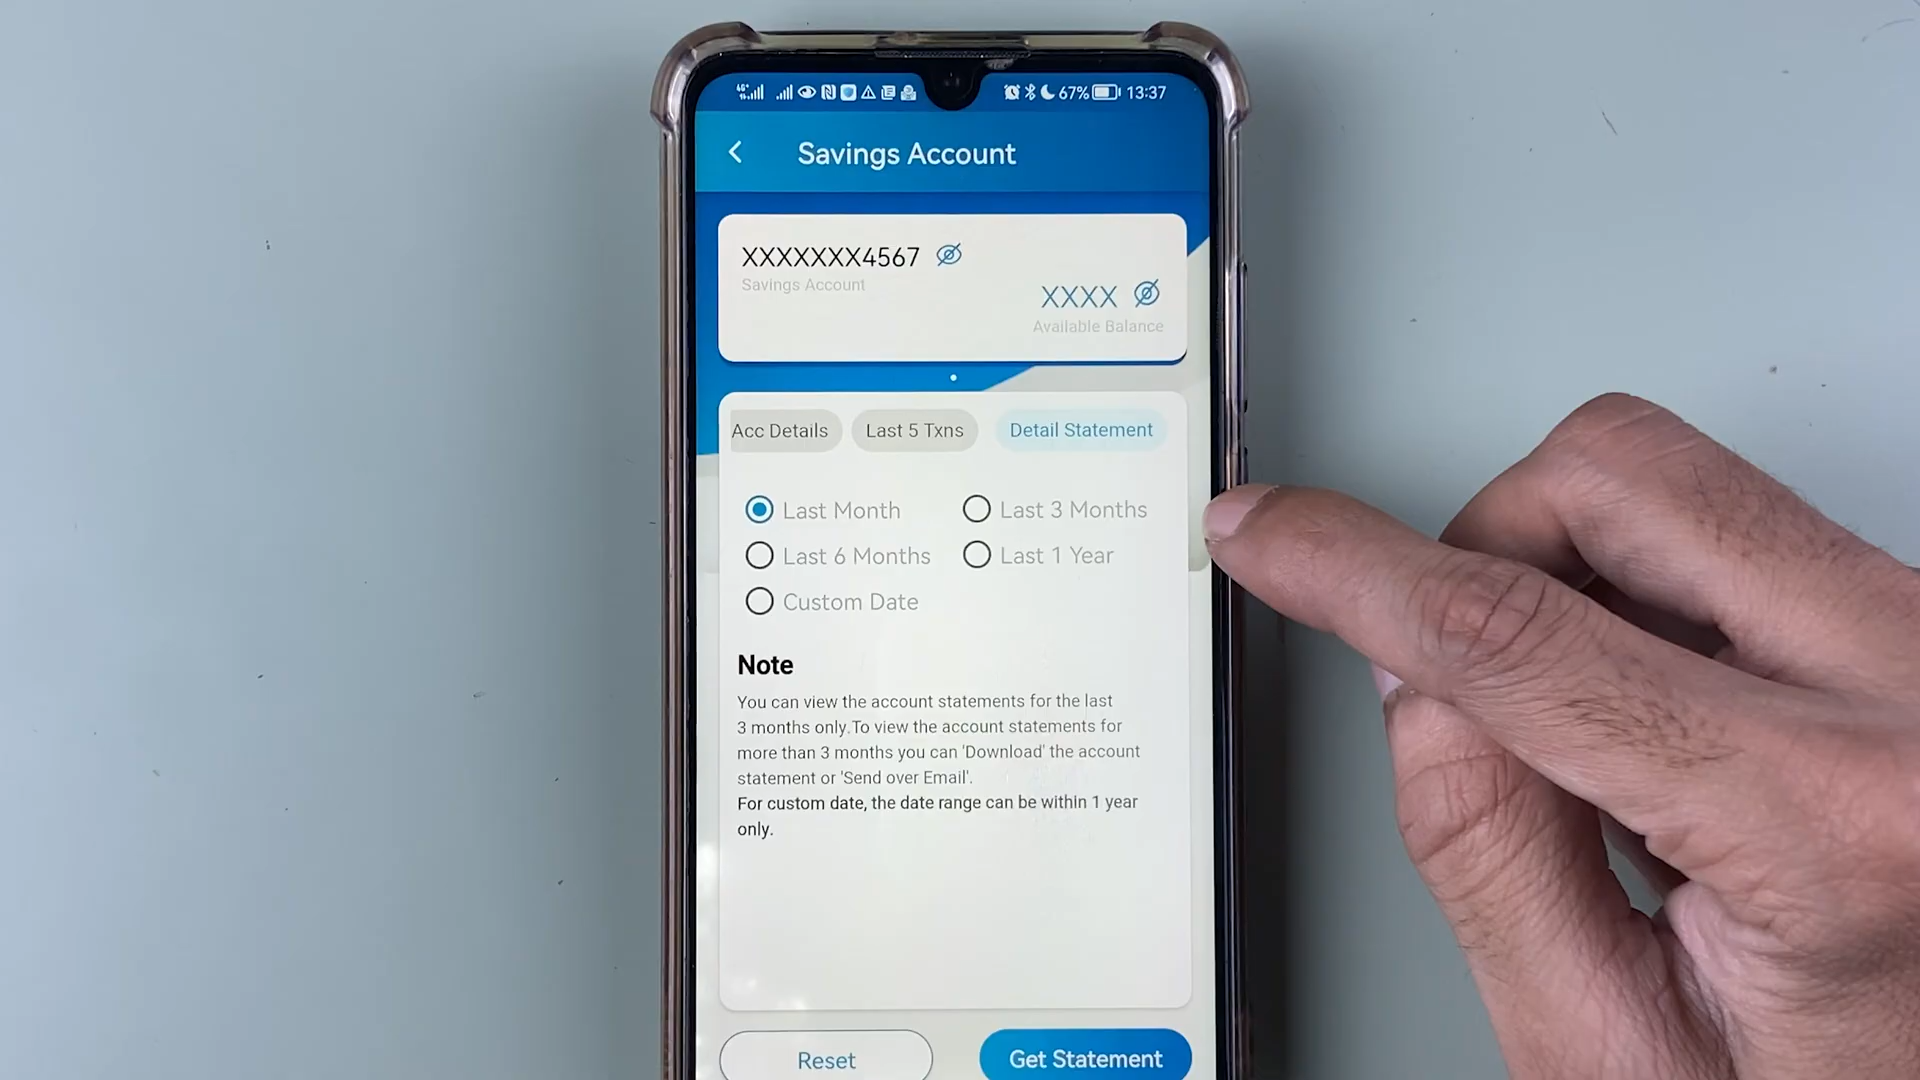 4G+ 67% 13:37
Savings Account
XXXXXXX4567
Savings Account
XXXX
Available Balance
Acc Details Last 5 Txns Detail Statement
Last Month Last 3 Months
Last 6 Months Last 1 Year
Custom Date
Note
You can view the account statements for the last
3 months only.To view the account statements for
more than 3 months you can 'Download' the account
statement or 'Send over Email'.
For custom date, the date range can be within 1 year
only.
Reset Get Statement